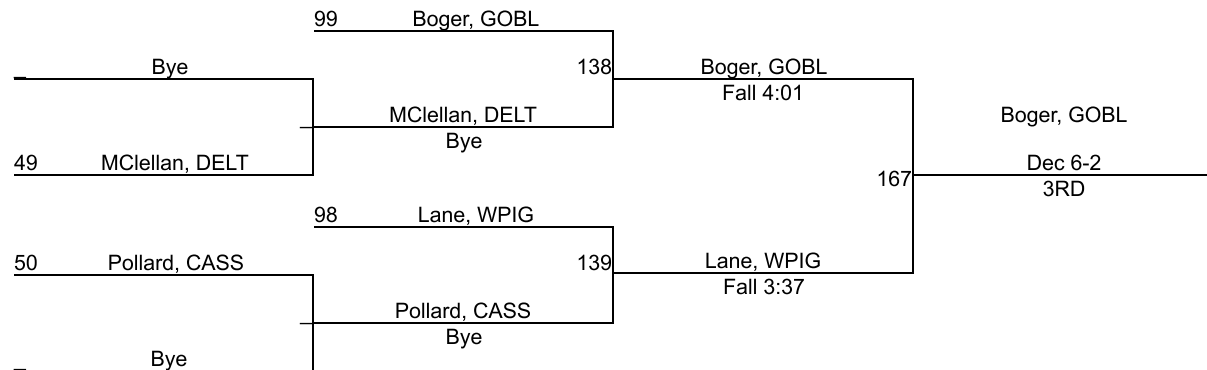 99 Boger, GOBL
Bye
138 Boger, GOBL
Fall 4:01
MClellan, DELT
Bye
Boger, GOBL
49 MClellan, DELT
167 Dec 6-2
3RD
98 Lane, WPIG
50 Pollard, CASS
139 Lane, WPIG
Fall 3:37
Pollard, CASS
Bye
Bye